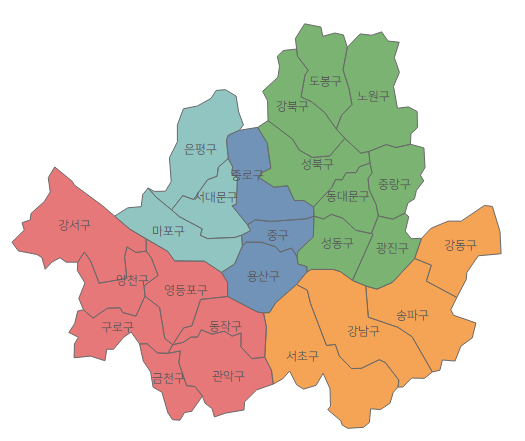 도봉구
노원구
강북구
은평구
성북구
종로구
중랑구
서대문구
동대문구
강서구
마포구
중구
성동구
광진구
강동구
양천구
용산구
영등포구
송파구
구로구
동작구
강남구
서초구
금천구
관악구